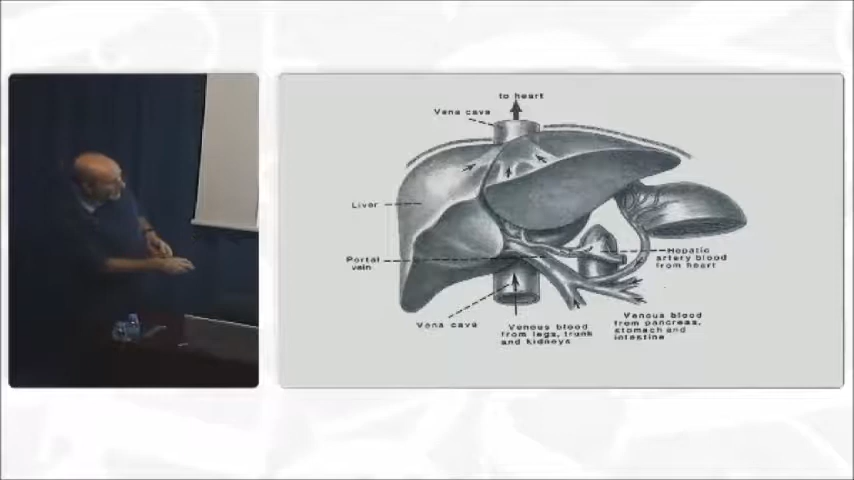 to heart
Vena cava
Liver
Portal
vein
Hepatic
artery blood
from heart
Vena cava
Venous blood
from legs, trunk
and kidneys
Venous blood
from pancreas,
stomach and
intestine